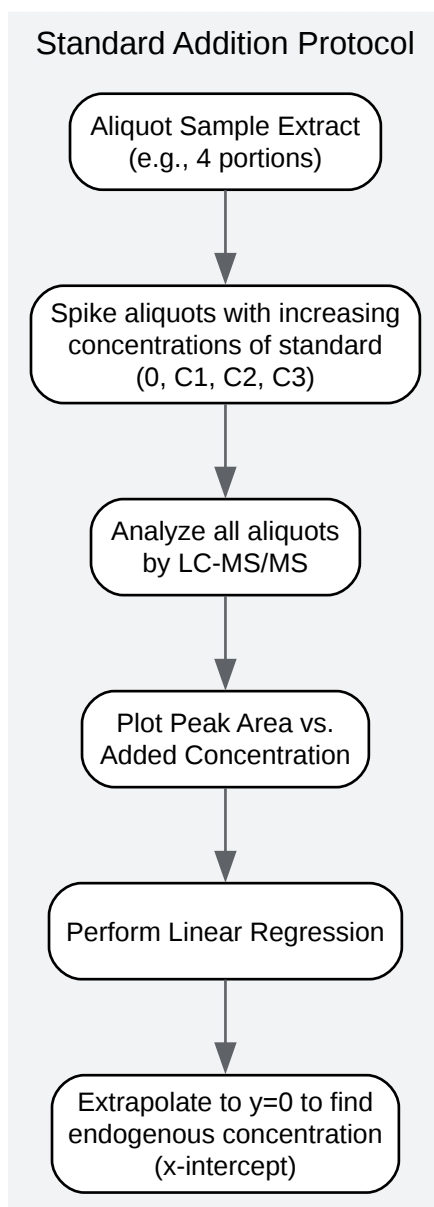 Standard Addition Protocol
Aliquot Sample Extract
(e.g., 4 portions)
Spike aliquots with increasing
concentrations of standard
(0, C1, C2, C3)
Analyze all aliquots
by LC-MS/MS
Plot Peak Area vs.
Added Concentration
Perform Linear Regression
Extrapolate to y=0 to find
endogenous concentration
(x-intercept)